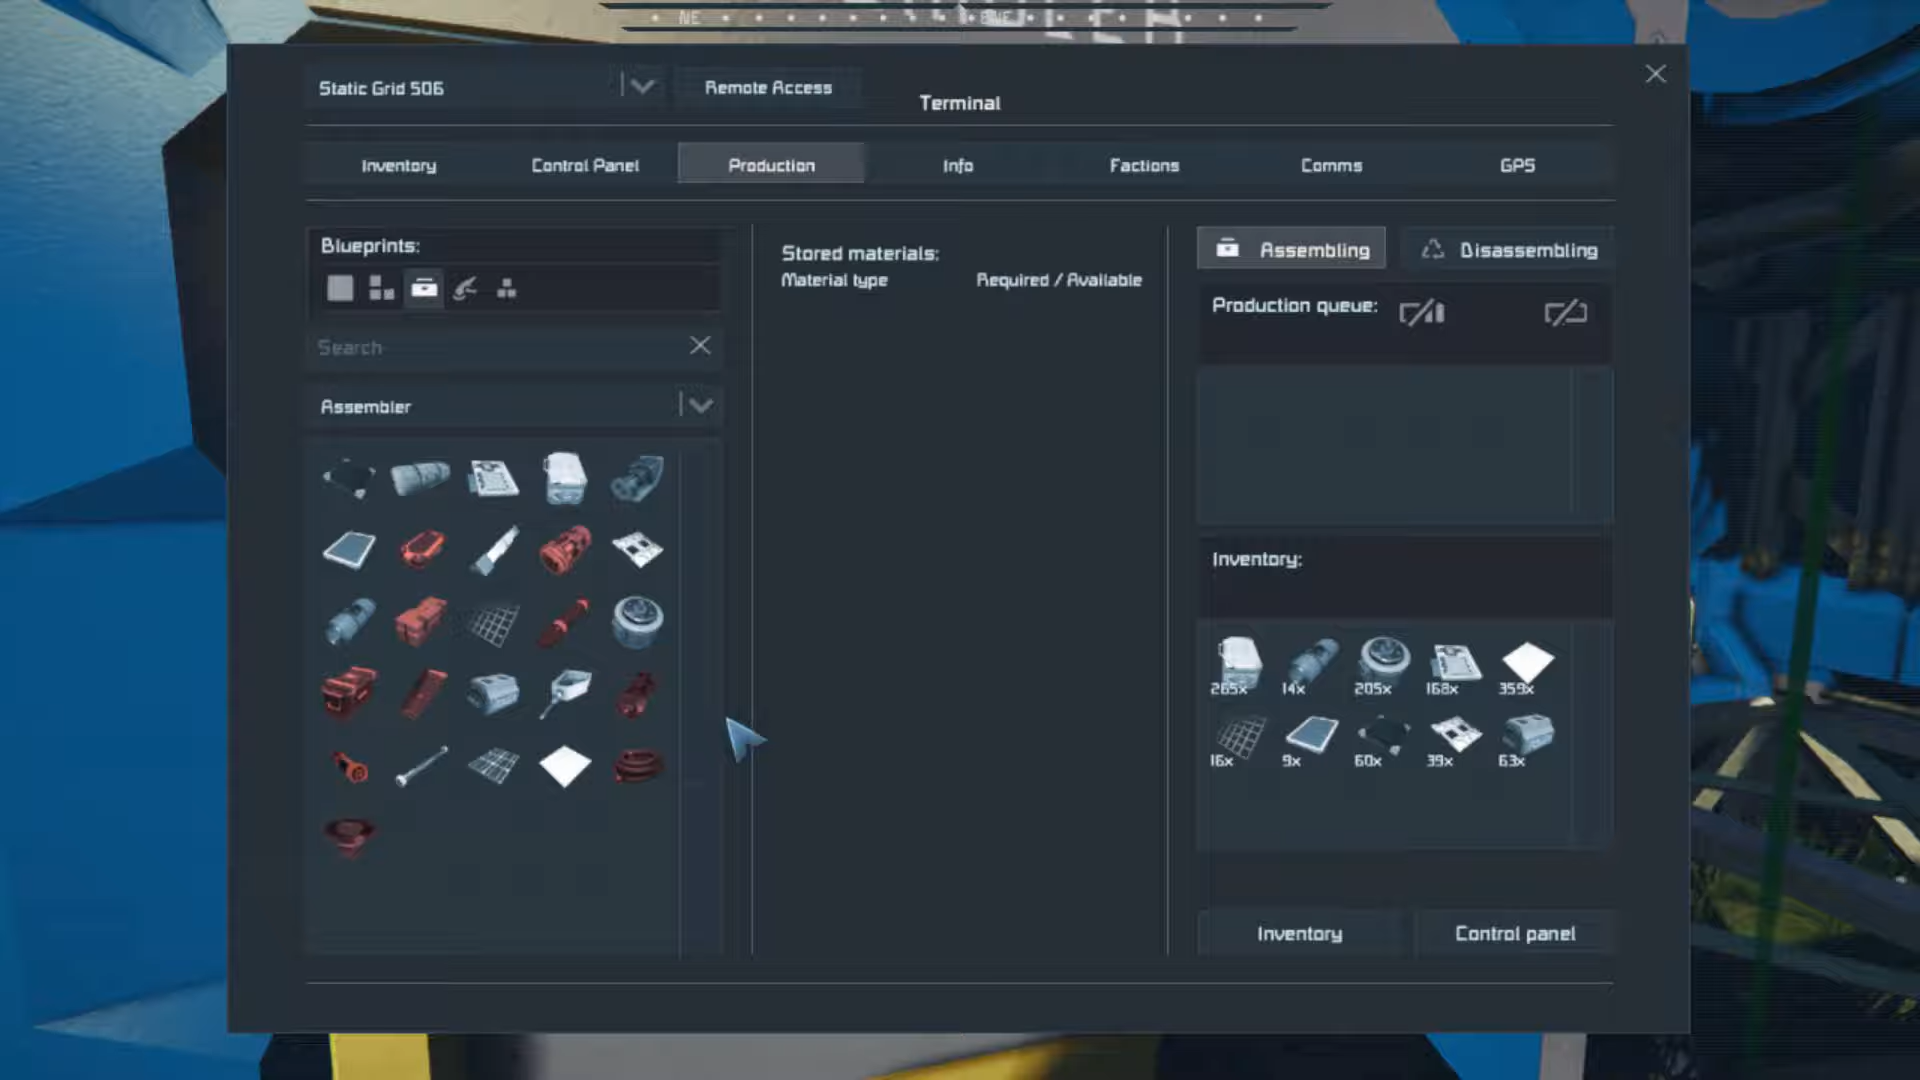 NE
Static Grid 506
Remote Access
Terminal
Inventory
Control Panel
Production
Info
Factions
Comms
GPS
Blueprints:
Search
Assembler
Stored materials:
Material type
Required / Available
Assembling
Disassembling
Production queue:
Inventory:
265x
14x
205x
168x
359x
16x
9x
60x
39x
63x
Inventory
Control panel